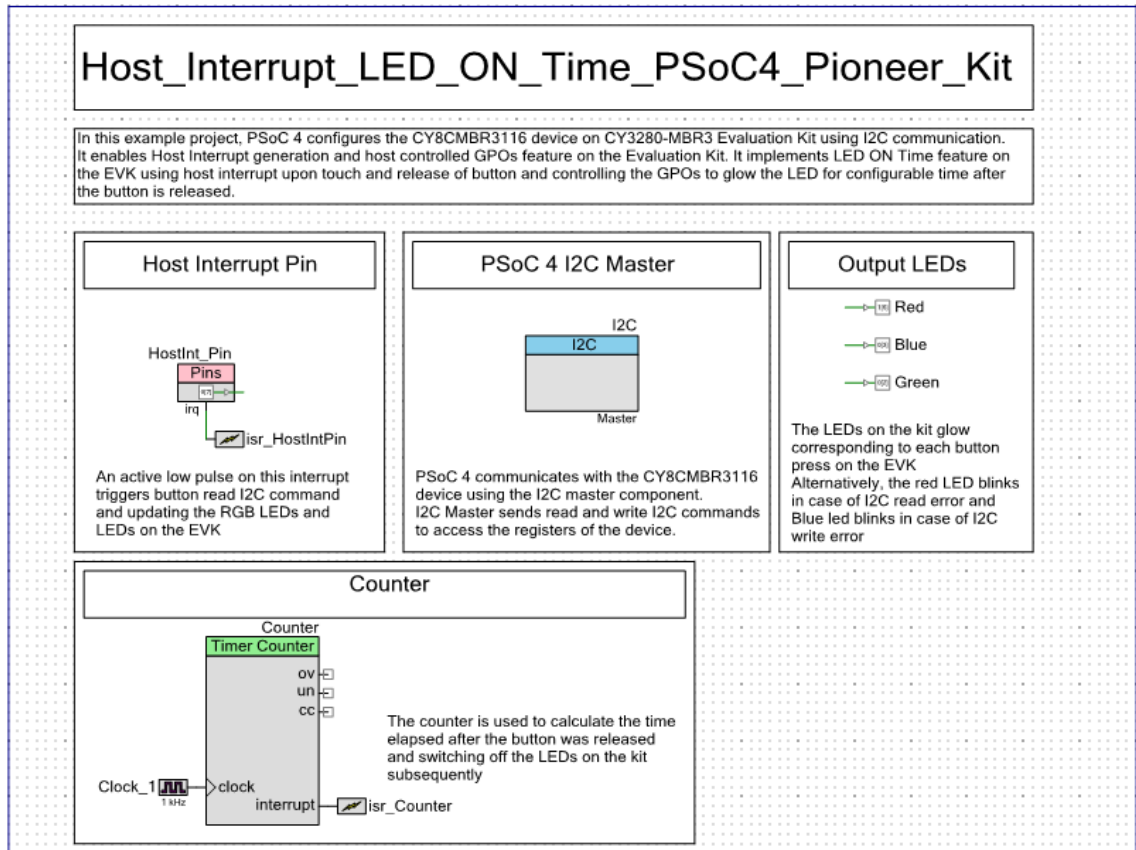 Host_Interrupt_LED_ON_Time_PSoC4_Pioneer_Kit
In this example project, PSoC 4 configures the CY8CMBR3116 device on CY3280-MBR3 Evaluation Kit using I2C communication.
It enables Host Interrupt generation and host controlled GPOs feature on the Evaluation Kit. It implements LED ON Time feature on
the EVK using host interrupt upon touch and release of button and controlling the GPOs to glow the LED for configurable time after
the button is released.
Host Interrupt Pin
HostInt_Pin
Pins
irq
isr_HostIntPin
An active low pulse on this interrupt
triggers button read I2C command
and updating the RGB LEDs and
LEDs on the EVK
PSoC 4 I2C Master
I2C
I2C
Master
PSoC 4 communicates with the CY8CMBR3116
device using the I2C master component.
I2C Master sends read and write I2C commands
to access the registers of the device.
Output LEDs
Red
Blue
Green
The LEDs on the kit glow
corresponding to each button
press on the EVK
Alternatively, the red LED blinks
in case of I2C read error and
Blue led blinks in case of I2C
write error
Counter
Counter
Timer Counter
ov
un
cc
The counter is used to calculate the time
elapsed after the button was released
and switching off the LEDs on the kit
subsequently
Clock_1
1 kHz
clock
interrupt
isr_Counter